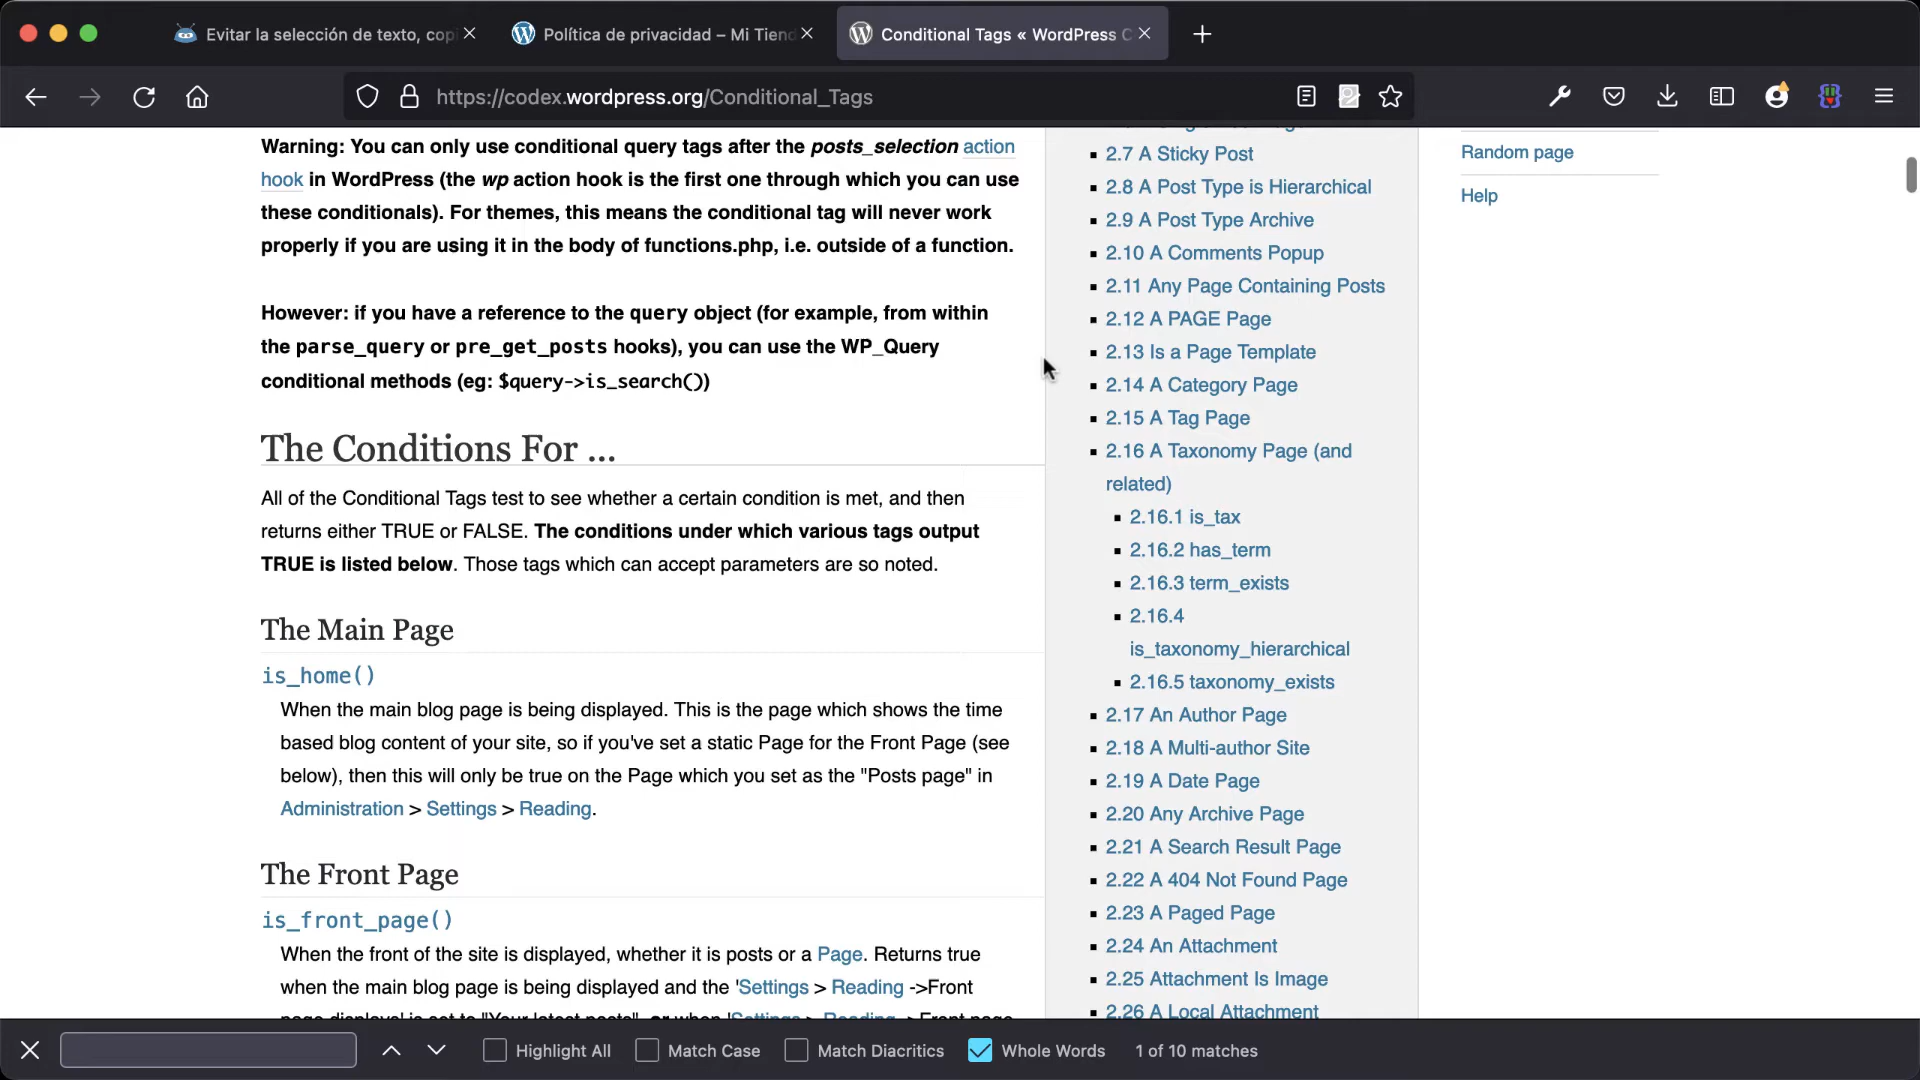 Evitar la selección de texto, copi
Política de privacidad – Mi Tiend
Conditional Tags « WordPress C
https://codex.wordpress.org/Conditional_Tags
Warning: You can only use conditional query tags after the posts_selection action
hook in WordPress (the wp action hook is the first one through which you can use
these conditionals). For themes, this means the conditional tag will never work
properly if you are using it in the body of functions.php, i.e. outside of a function.
However: if you have a reference to the query object (for example, from within
the parse_query or pre_get_posts hooks), you can use the WP_Query
conditional methods (eg: $query->is_search())
The Conditions For ...
All of the Conditional Tags test to see whether a certain condition is met, and then
returns either TRUE or FALSE. The conditions under which various tags output
TRUE is listed below. Those tags which can accept parameters are so noted.
The Main Page
is_home()
When the main blog page is being displayed. This is the page which shows the time
based blog content of your site, so if you've set a static Page for the Front Page (see
below), then this will only be true on the Page which you set as the "Posts page" in
Administration > Settings > Reading.
The Front Page
is_front_page()
When the front of the site is displayed, whether it is posts or a Page. Returns true
when the main blog page is being displayed and the 'Settings > Reading ->Front
page displays' is set to "Your latest posts", or when 'Settings > Reading ->Front page
2.7 A Sticky Post
2.8 A Post Type is Hierarchical
2.9 A Post Type Archive
2.10 A Comments Popup
2.11 Any Page Containing Posts
2.12 A PAGE Page
2.13 Is a Page Template
2.14 A Category Page
2.15 A Tag Page
2.16 A Taxonomy Page (and
related)
2.16.1 is_tax
2.16.2 has_term
2.16.3 term_exists
2.16.4
is_taxonomy_hierarchical
2.16.5 taxonomy_exists
2.17 An Author Page
2.18 A Multi-author Site
2.19 A Date Page
2.20 Any Archive Page
2.21 A Search Result Page
2.22 A 404 Not Found Page
2.23 A Paged Page
2.24 An Attachment
2.25 Attachment Is Image
2.26 A Local Attachment
Random page
Help
Highlight All
Match Case
Match Diacritics
Whole Words
1 of 10 matches